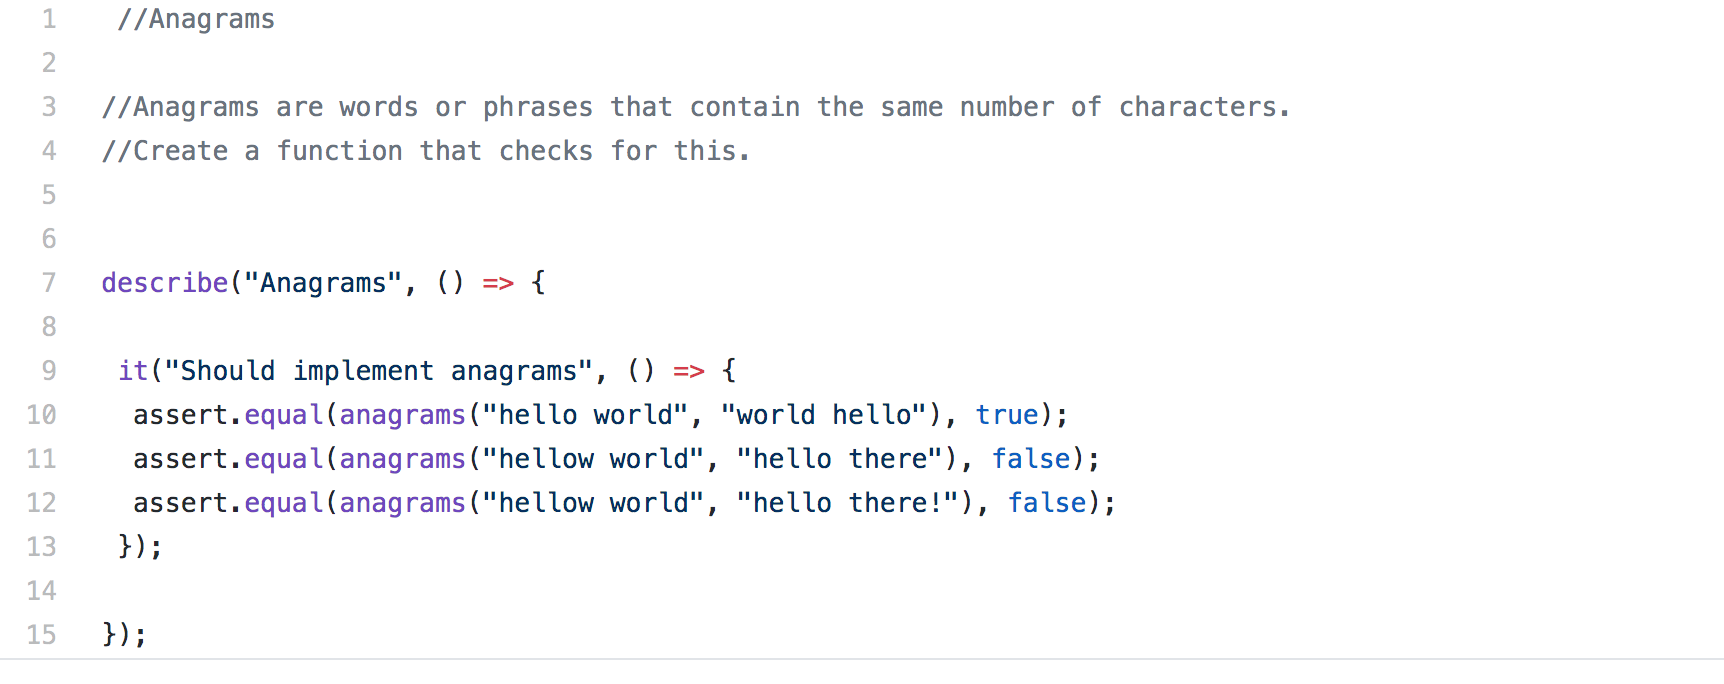 1 //Anagrams
2
3 //Anagrams are words or phrases that contain the same number of characters.
4 //Create a function that checks for this.
5
6
7 describe("Anagrams", () => {
8
9 it("Should implement anagrams", () => {
10 assert.equal(anagrams("hello world", "world hello"), true);
11 assert.equal(anagrams("hellow world", "hello there"), false);
12 assert.equal(anagrams("hellow world", "hello there!"), false);
13 });
14
15 });